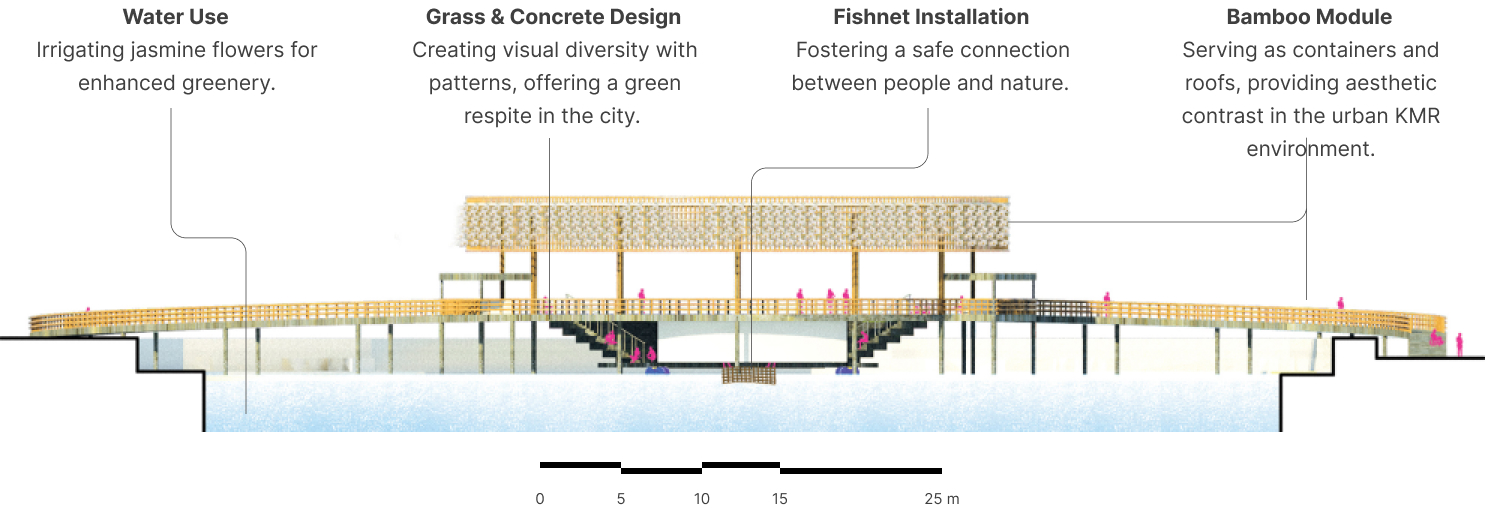 Water Use
Irrigating jasmine flowers for
enhanced greenery.
Grass & Concrete Design
Creating visual diversity with
patterns, offering a green
respite in the city.
Fishnet Installation
Fostering a safe connection
between people and nature.
Bamboo Module
Serving as containers and
roofs, providing aesthetic
contrast in the urban KMR
environment.
0 5 10 15 25 m